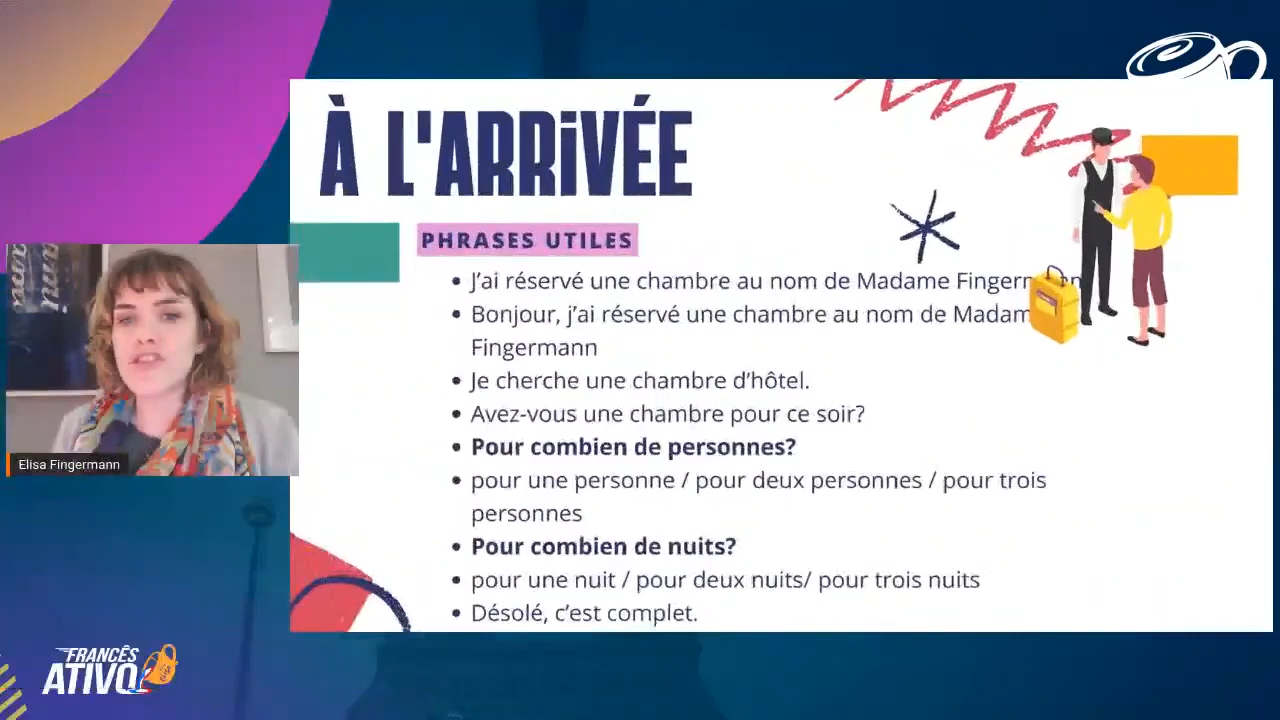 À L'ARRiVÉE
PHRASES UTILES
J'ai réservé une chambre au nom de Madame
Bonjour, j'ai réservé une chambre au nom de
Fingermann
Je cherche une chambre d'hôtel.
Avez-vous une chambre pour ce soir?
Pour combien de personnes?
pour une personne / pour deux personnes / pour trois
personnes
Pour combien de nuits?
pour une nuit / pour deux nuits/ pour trois nuits
Désolé, c'est complet.
Elisa Fingermann
FRANCÊS
ATIVO